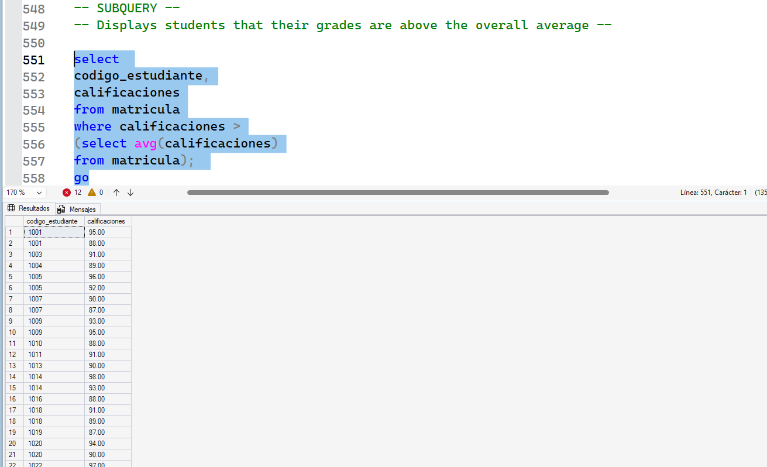 548 -- SUBQUERY --
549 -- Displays students that their grades are above the overall average --
550
551 select
552 codigo_estudiante,
553 calificaciones
554 from matricula
555 where calificaciones >
556 (select avg(calificaciones)
557 from matricula);
558 go
170 % 12 0 Línea: 551, Carácter: 1 (135
Resultados Mensajes
codigo_estudiante calificaciones
1 1001 95.00
2 1001 88.00
3 1003 91.00
4 1004 89.00
5 1005 96.00
6 1005 92.00
7 1007 90.00
8 1007 87.00
9 1009 93.00
10 1009 95.00
11 1010 88.00
12 1011 91.00
13 1013 90.00
14 1014 98.00
15 1014 93.00
16 1016 88.00
17 1018 91.00
18 1018 89.00
19 1019 87.00
20 1020 94.00
21 1020 90.00
22 1022 97.00